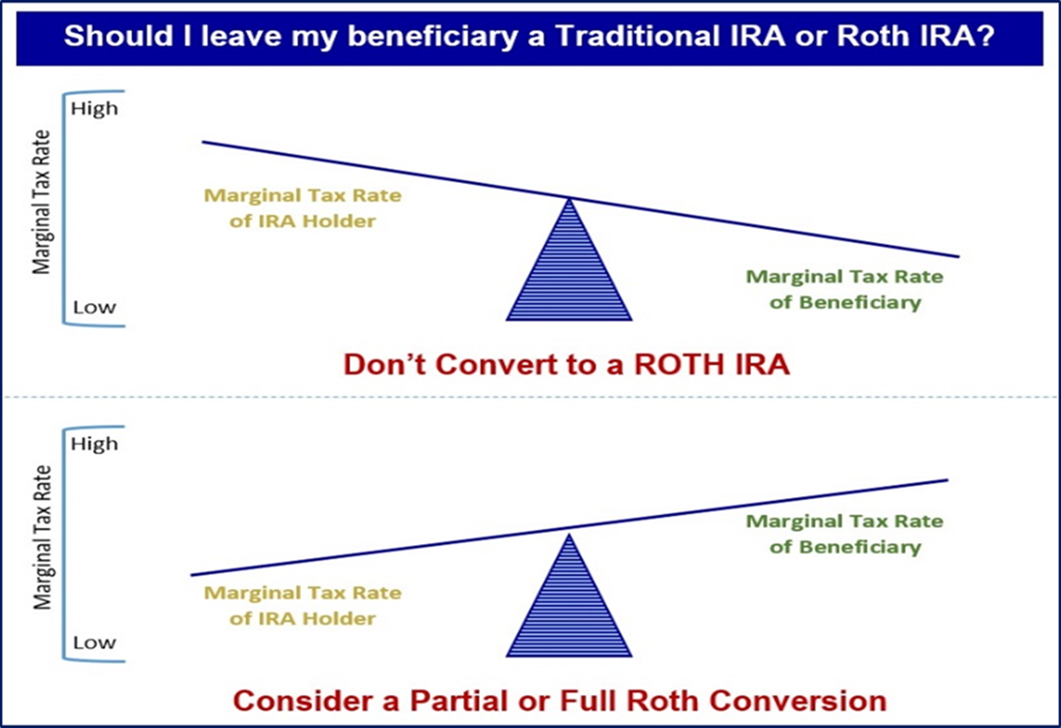 Should I leave my beneficiary a Traditional IRA or Roth IRA?
Marginal Tax Rate
High
Low
Marginal Tax Rate
of IRA Holder
Marginal Tax Rate
of Beneficiary
Don’t Convert to a ROTH IRA
Marginal Tax Rate
High
Low
Marginal Tax Rate
of Beneficiary
Marginal Tax Rate
of IRA Holder
Consider a Partial or Full Roth Conversion